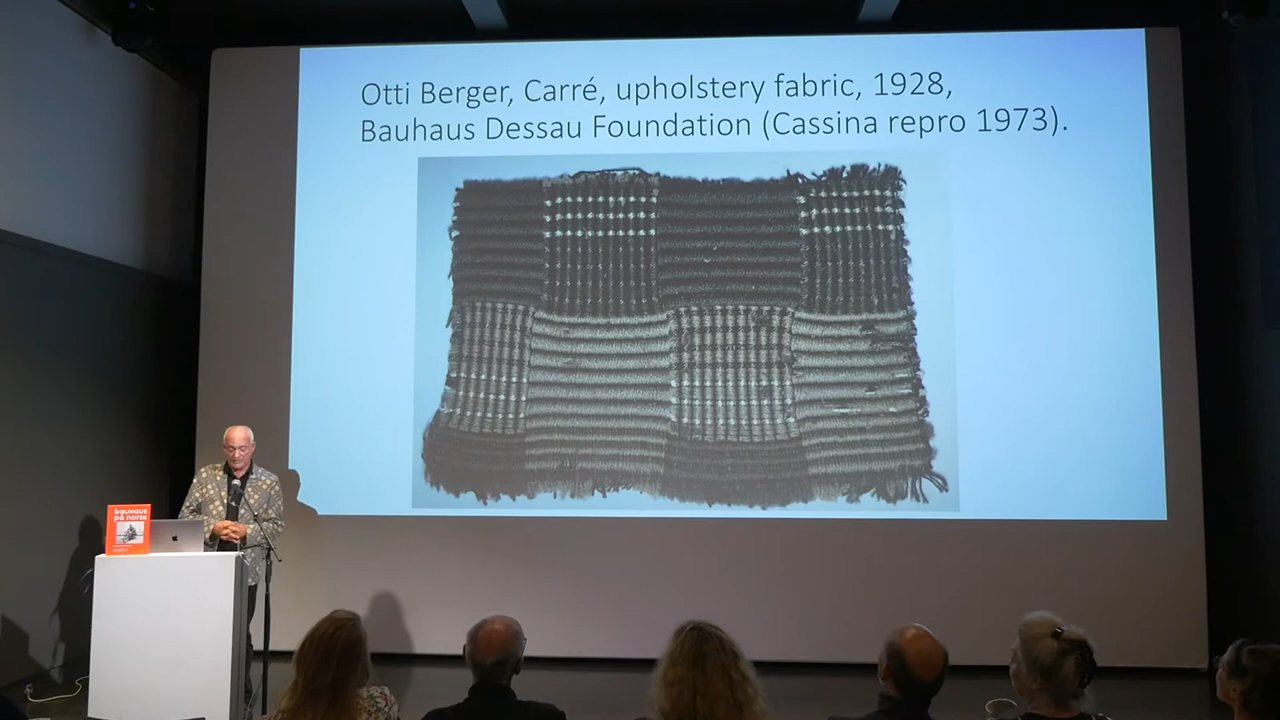 Otti Berger, Carré, upholstery fabric, 1928,
Bauhaus Dessau Foundation (Cassina repro 1973).
bauhaus
på norsk